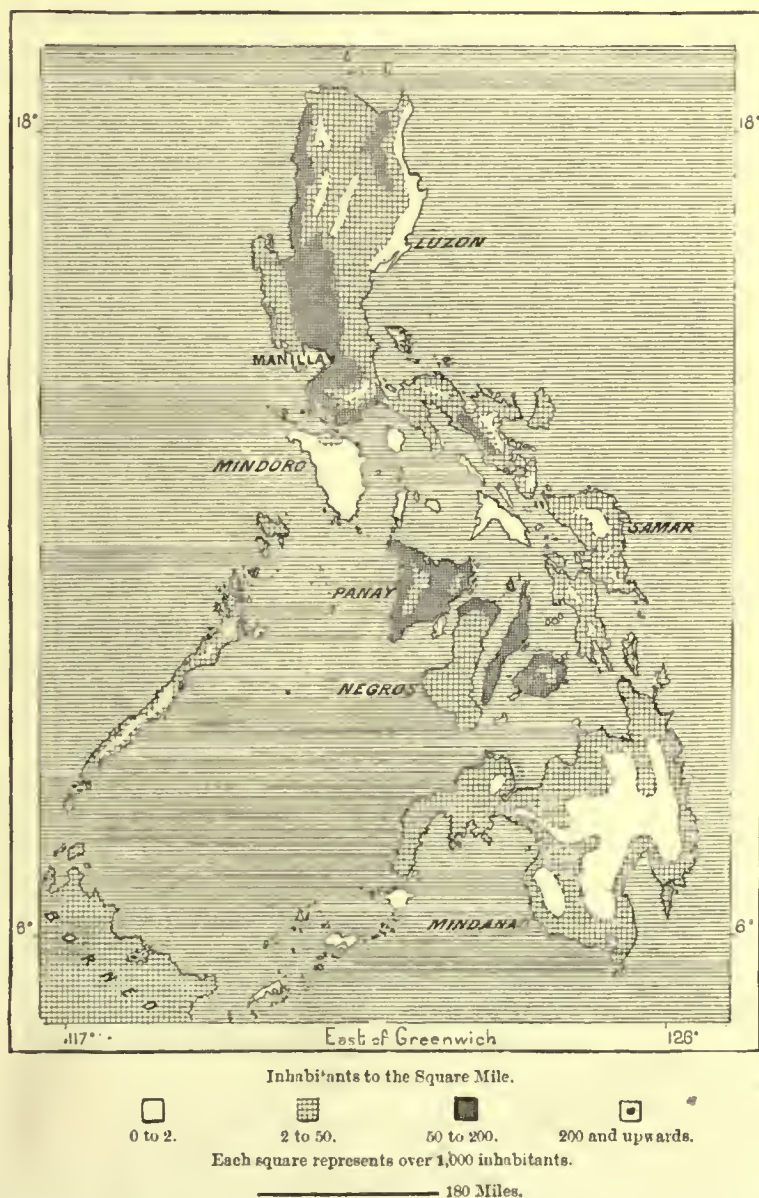 18° 18°
LUZON
MANILLA
MINDORO
SAMAR
PANAY
NEGROS
MINDANA
6° 6°
BORNEO
117° East of Greenwich 126°
Inhabitants to the Square Mile.
0 to 2. 2 to 50. 50 to 200. 200 and upwards.
Each square represents over 1,000 inhabitants.
180 Miles.